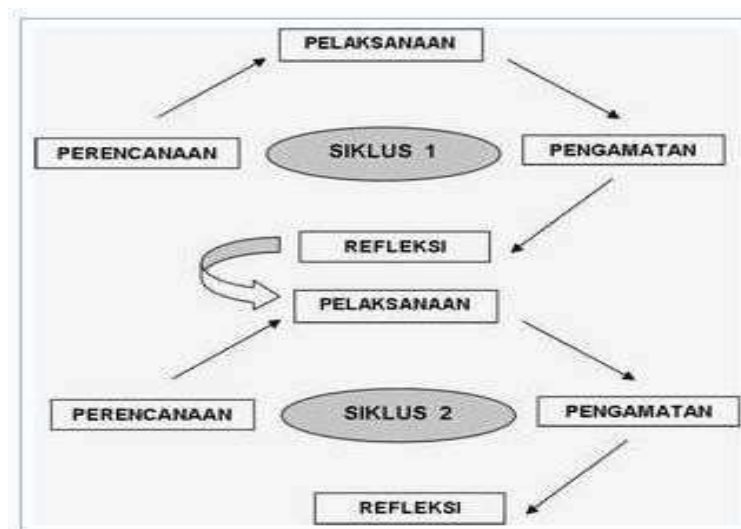 PELAKSANAAN
PERENCANAAN
SIKLUS 1
PENGAMATAN
REFLEKSI
PELAKSANAAN
PERENCANAAN
SIKLUS 2
PENGAMATAN
REFLEKSI